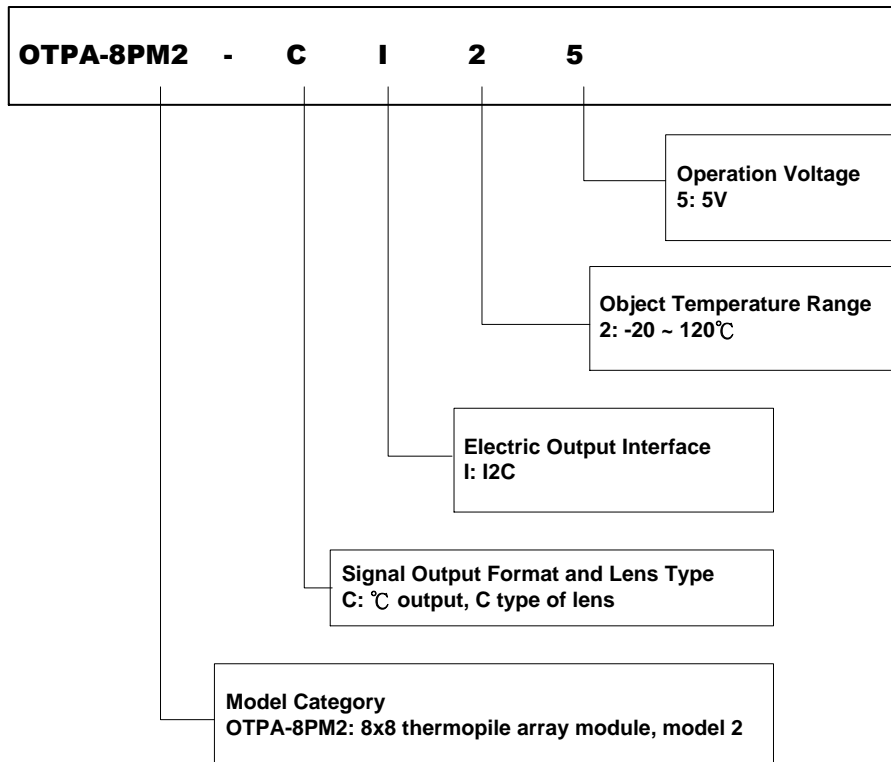 OTPA-8PM2 - C I 2 5
Operation Voltage
5: 5V
Object Temperature Range
2: -20 ~ 120℃
Electric Output Interface
I: I2C
Signal Output Format and Lens Type
C: ℃ output, C type of lens
Model Category
OTPA-8PM2: 8x8 thermopile array module, model 2